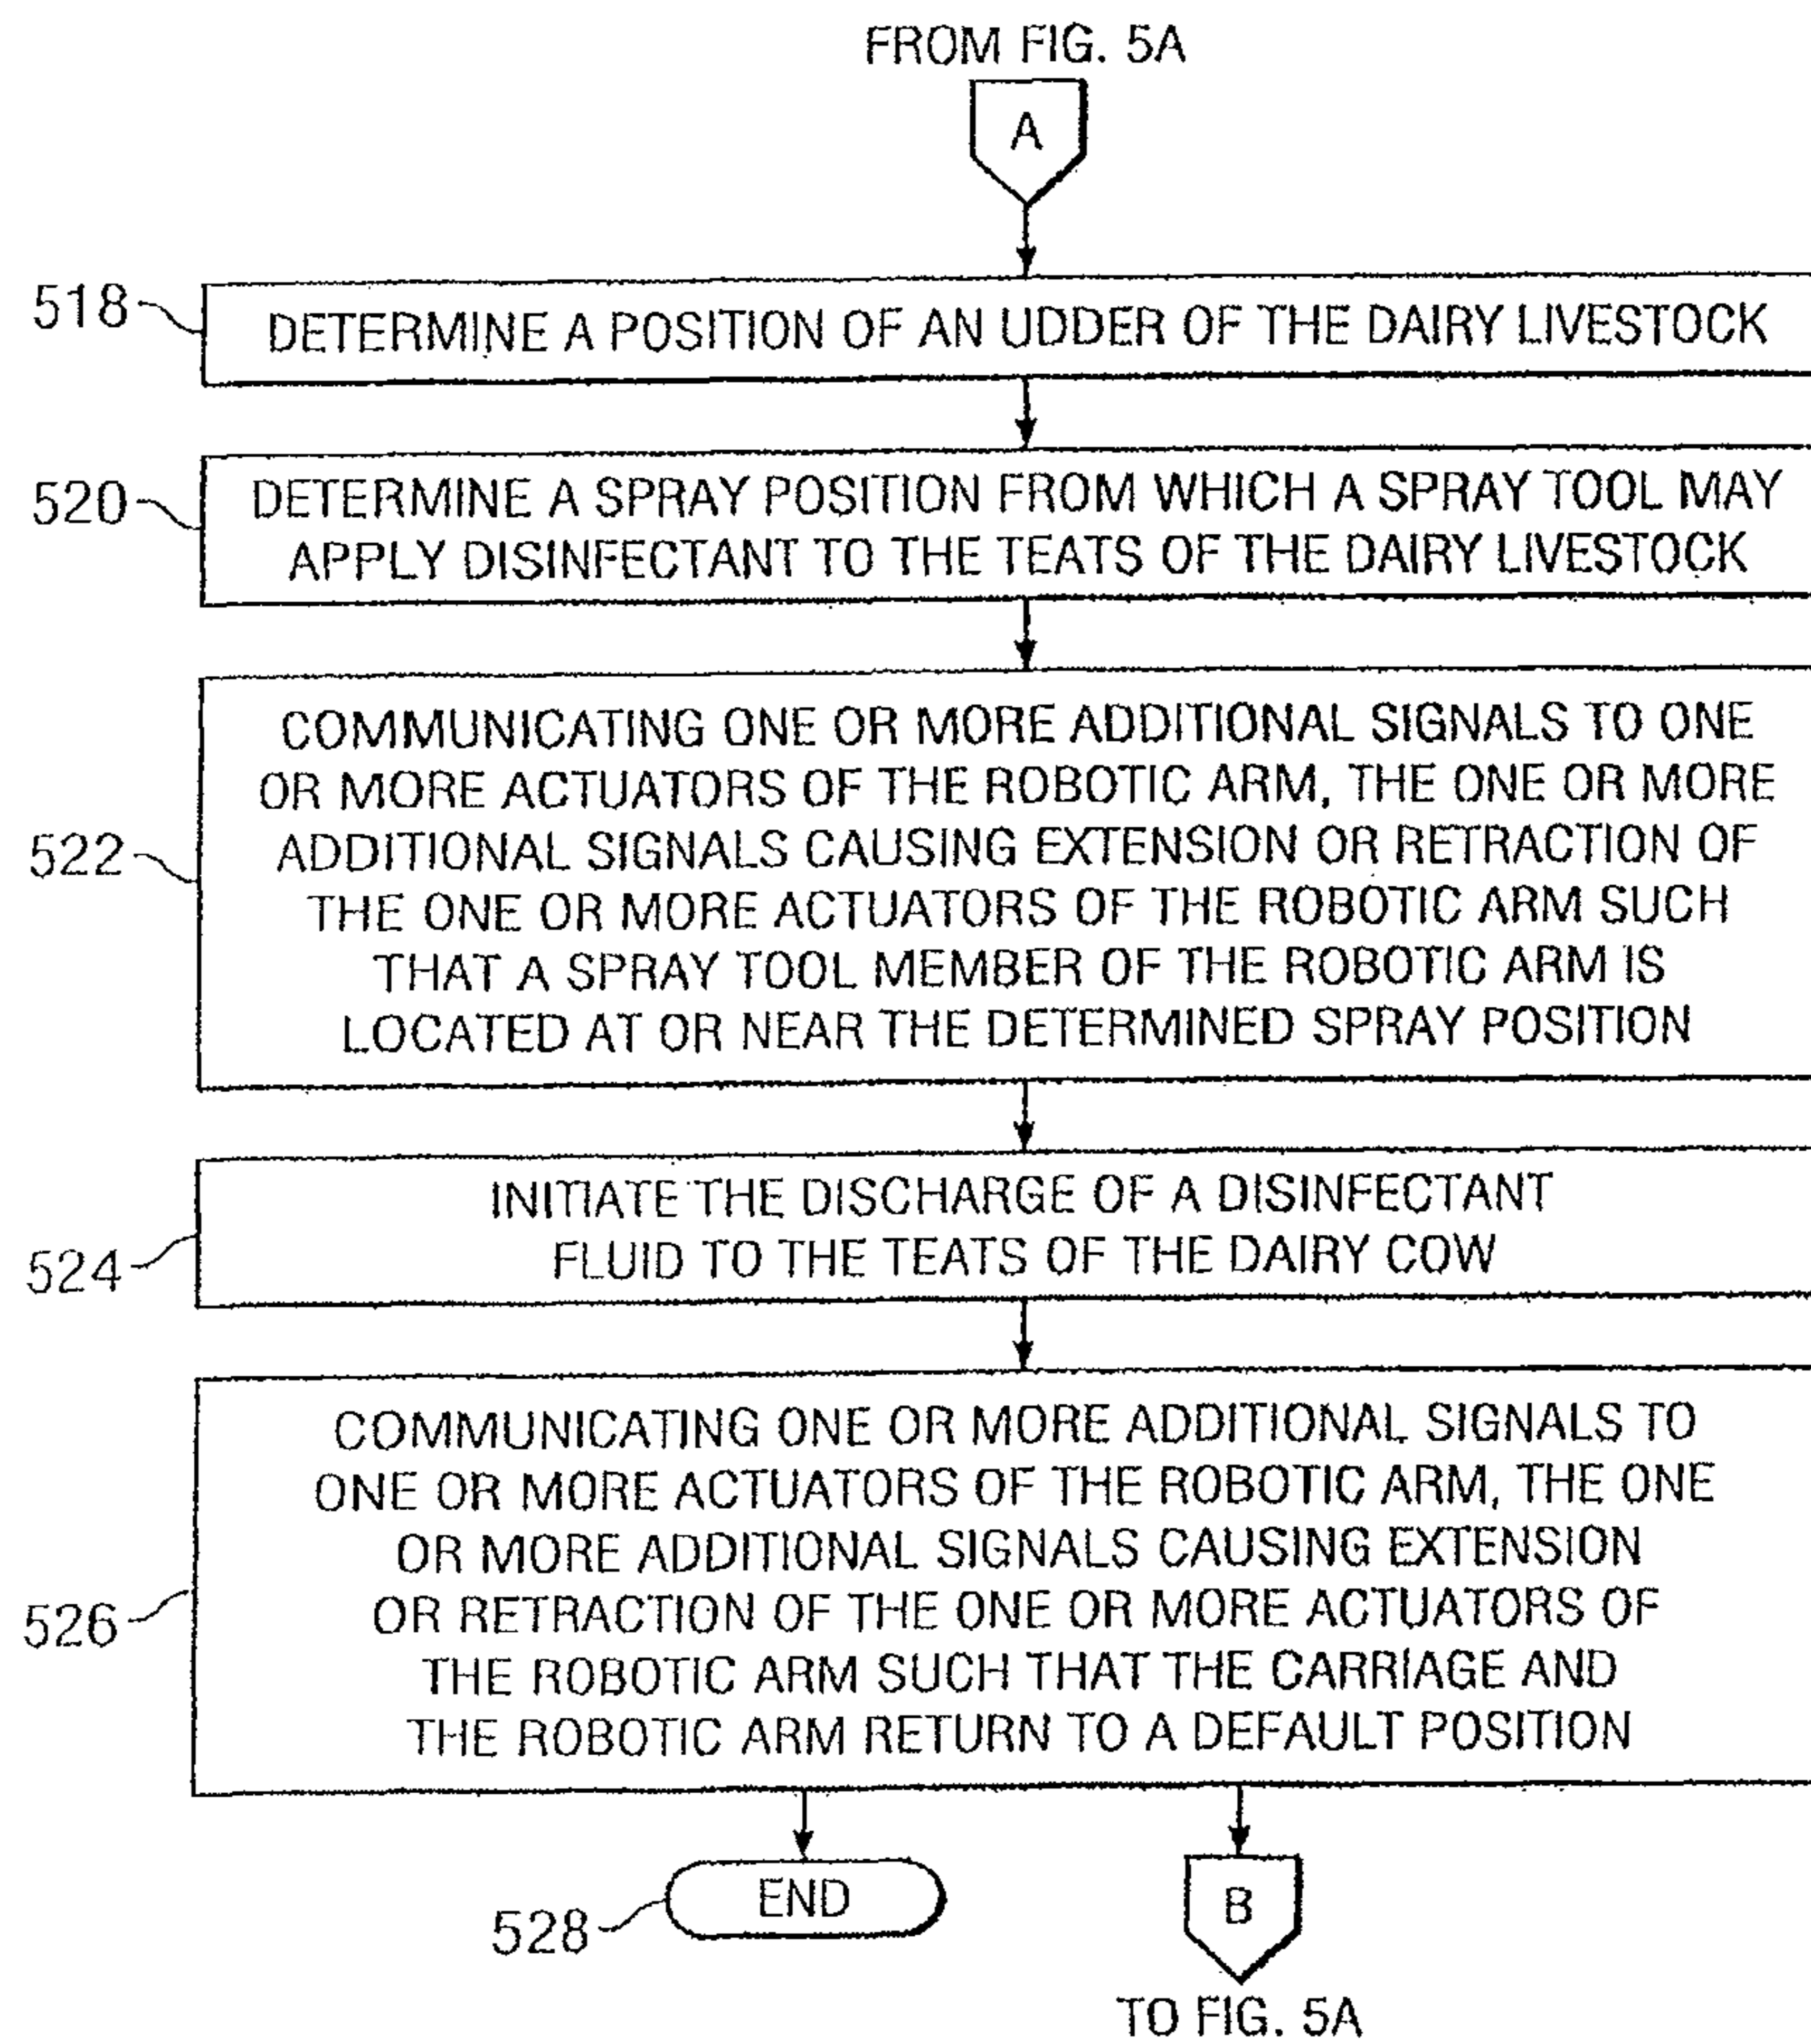 FROM FIG. 5A
A
518
DETERMINE A POSITION OF AN UDDER OF THE DAIRY LIVESTOCK
520
DETERMINE A SPRAY POSITION FROM WHICH A SPRAY TOOL MAY
APPLY DISINFECTANT TO THE TEATS OF THE DAIRY LIVESTOCK
522
COMMUNICATING ONE OR MORE ADDITIONAL SIGNALS TO ONE
OR MORE ACTUATORS OF THE ROBOTIC ARM, THE ONE OR MORE
ADDITIONAL SIGNALS CAUSING EXTENSION OR RETRACTION OF
THE ONE OR MORE ACTUATORS OF THE ROBOTIC ARM SUCH
THAT A SPRAY TOOL MEMBER OF THE ROBOTIC ARM IS
LOCATED AT OR NEAR THE DETERMINED SPRAY POSITION
524
INITIATE THE DISCHARGE OF A DISINFECTANT
FLUID TO THE TEATS OF THE DAIRY COW
526
COMMUNICATING ONE OR MORE ADDITIONAL SIGNALS TO
ONE OR MORE ACTUATORS OF THE ROBOTIC ARM, THE ONE
OR MORE ADDITIONAL SIGNALS CAUSING EXTENSION
OR RETRACTION OF THE ONE OR MORE ACTUATORS OF
THE ROBOTIC ARM SUCH THAT THE CARRIAGE AND
THE ROBOTIC ARM RETURN TO A DEFAULT POSITION
528
END
B
TO FIG. 5A